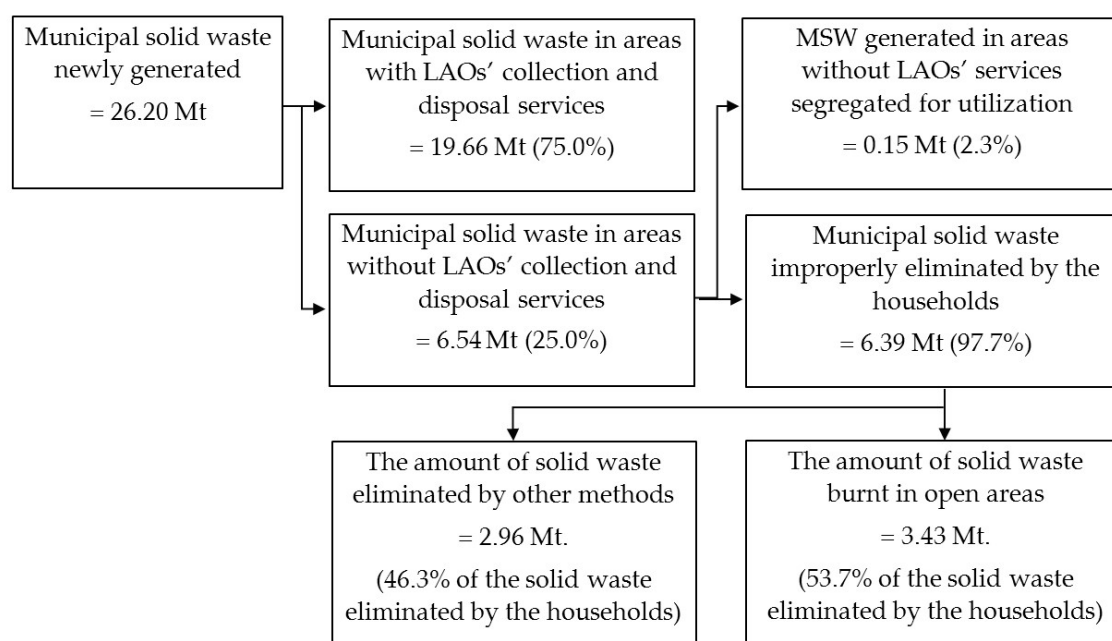 Municipal solid waste
newly generated
= 26.20 Mt
Municipal solid waste in areas
with LAOs’ collection and
disposal services
= 19.66 Mt (75.0%)
MSW generated in areas
without LAOs’ services
segregated for utilization
= 0.15 Mt (2.3%)
Municipal solid waste in areas
without LAOs’ collection and
disposal services
= 6.54 Mt (25.0%)
Municipal solid waste
improperly eliminated by the
households
= 6.39 Mt (97.7%)
The amount of solid waste
eliminated by other methods
= 2.96 Mt.
(46.3% of the solid waste
eliminated by the households)
The amount of solid waste
burnt in open areas
= 3.43 Mt.
(53.7% of the solid waste
eliminated by the households)